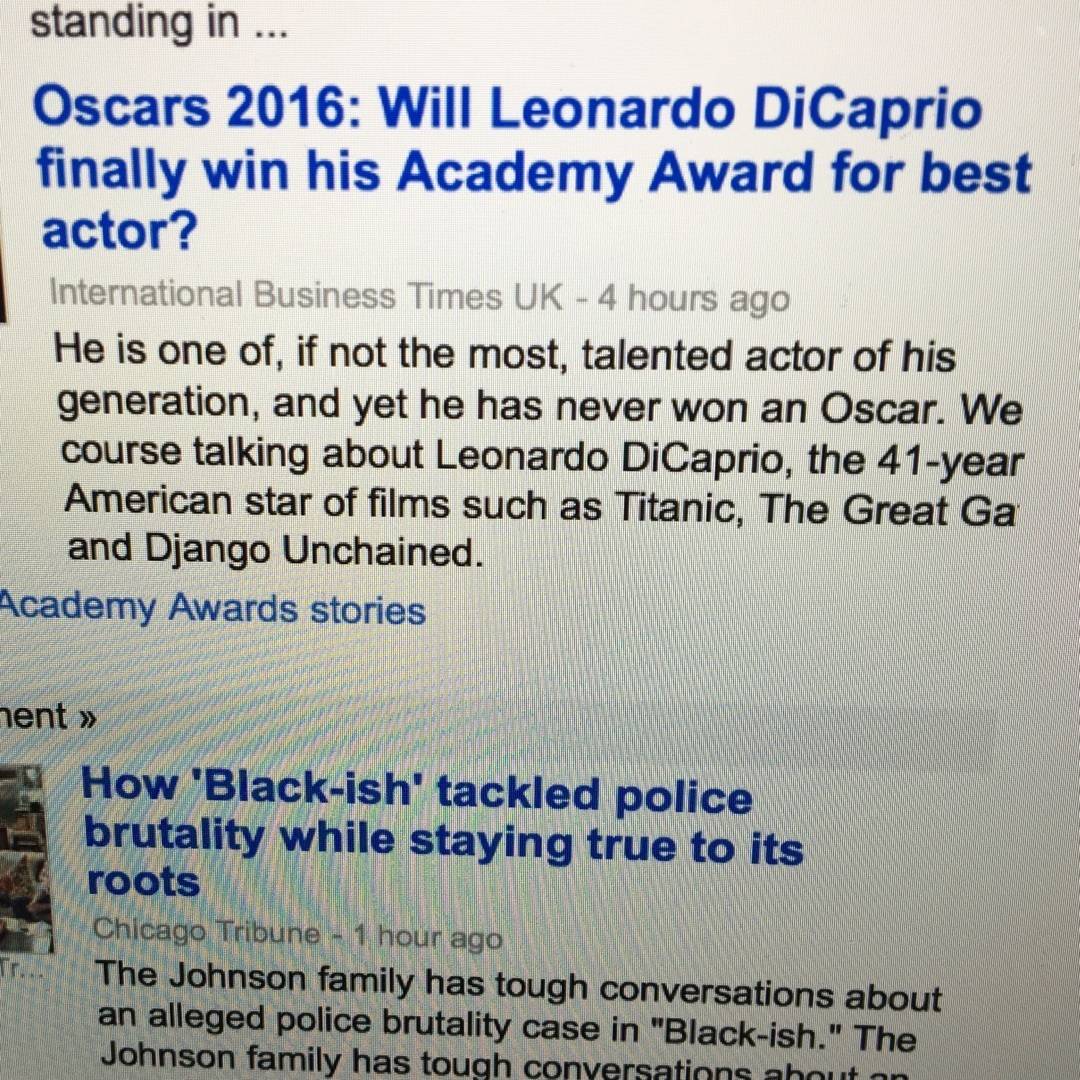 standing in ...
Oscars 2016: Will Leonardo DiCaprio
finally win his Academy Award for best
actor?
International Business Times UK - 4 hours ago
He is one of, if not the most, talented actor of his
generation, and yet he has never won an Oscar. We
course talking about Leonardo DiCaprio, the 41-year
American star of films such as Titanic, The Great Ga
and Django Unchained.
Academy Awards stories
ment »
How 'Black-ish' tackled police
brutality while staying true to its
roots
Chicago Tribune - 1 hour ago
Tr...
The Johnson family has tough conversations about
an alleged police brutality case in "Black-ish." The
Johnson family has tough conversations about an